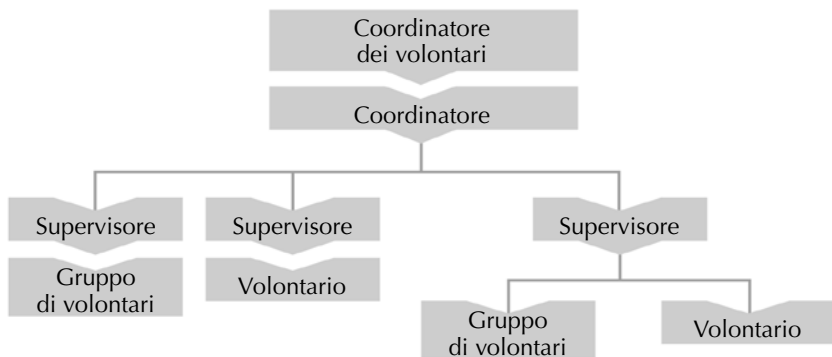 Coordinatore
dei volontari
Coordinatore
Supervisore
Supervisore
Supervisore
Gruppo
di volontari
Volontario
Gruppo
di volontari
Volontario